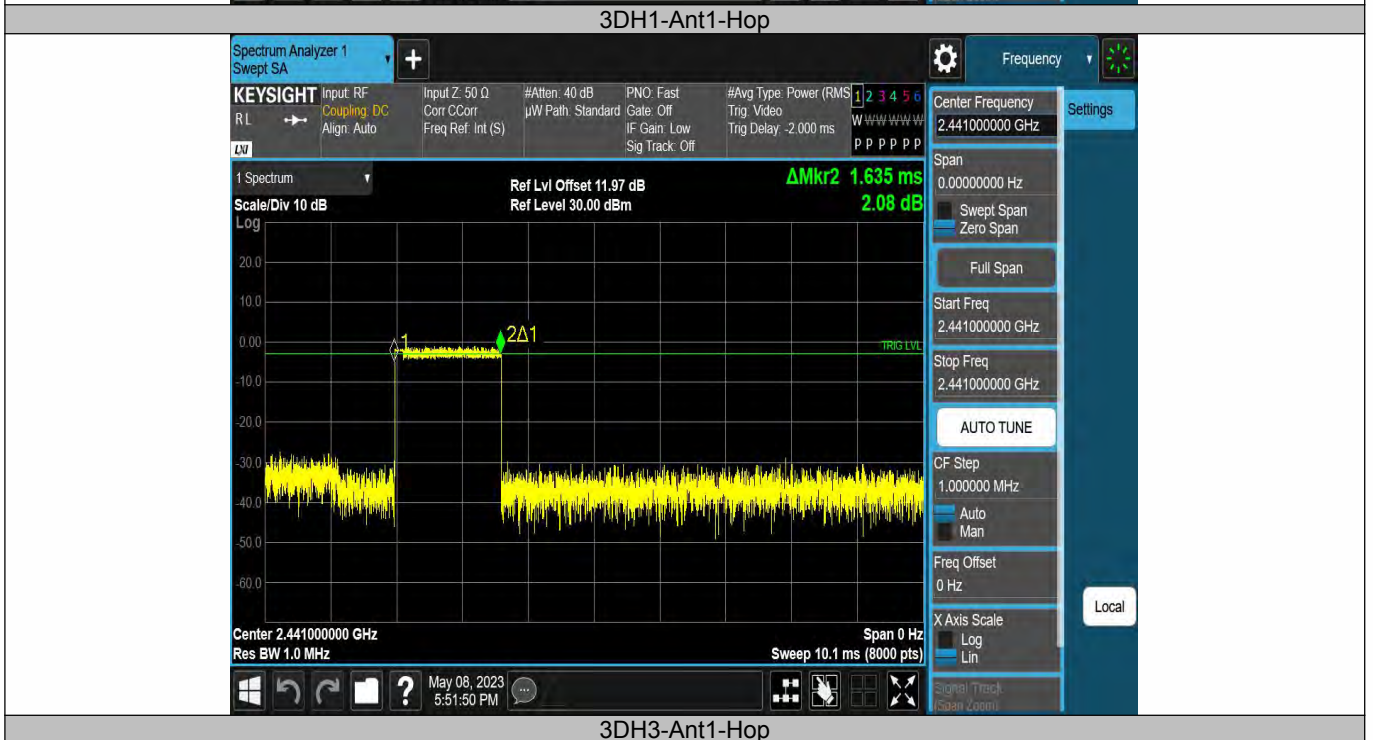 3DH1-Ant1-Hop
Spectrum Analyzer 1
Swept SA
+
Frequency
KEYSIGHT
RL
LXI
Input: RF
Coupling: DC
Align: Auto
Input Z: 50 Ω
Corr CCorr
Freq Ref: Int (S)
#Atten: 40 dB
µW Path: Standard
PNO: Fast
Gate: Off
IF Gain: Low
Sig Track: Off
#Avg Type: Power (RMS
Trig: Video
Trig Delay: -2.000 ms
1 2 3 4 5 6
W W W W W W
P P P P P P
Center Frequency
2.441000000 GHz
Settings
Span
0.00000000 Hz
Swept Span
Zero Span
Full Span
Start Freq
2.441000000 GHz
Stop Freq
2.441000000 GHz
AUTO TUNE
CF Step
1.000000 MHz
Auto
Man
Freq Offset
0 Hz
X Axis Scale
Log
Lin
Signal Track
(Span Zoom)
Local
1 Spectrum
Scale/Div 10 dB
Log
Ref Lvl Offset 11.97 dB
Ref Level 30.00 dBm
ΔMkr2 1.635 ms
2.08 dB
20.0
10.0
0.00
-10.0
-20.0
-30.0
-40.0
-50.0
-60.0
1
2Δ1
TRIG LVL
Center 2.441000000 GHz
Res BW 1.0 MHz
Span 0 Hz
Sweep 10.1 ms (8000 pts)
?
May 08, 2023
5:51:50 PM
3DH3-Ant1-Hop